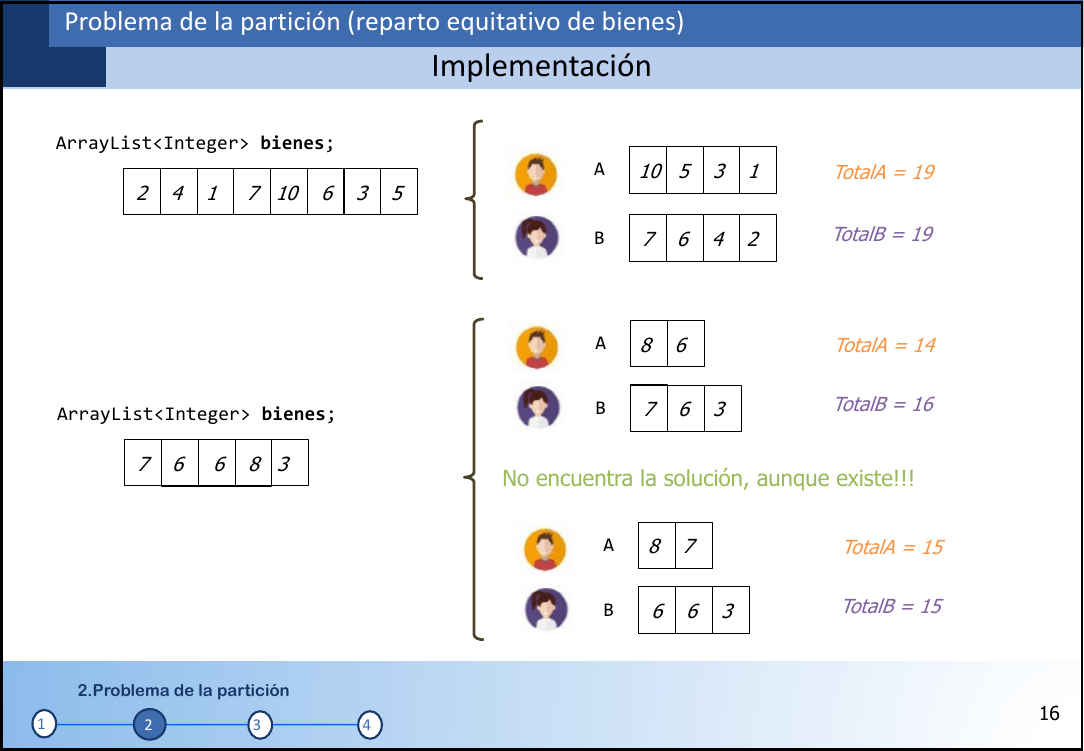 Problema de la partición (reparto equitativo de bienes)
Implementación
ArrayList<Integer> bienes;
2 4 1 7 10 6 3 5
A 10 5 3 1 TotalA = 19
B 7 6 4 2 TotalB = 19
ArrayList<Integer> bienes;
7 6 6 8 3
A 8 6 TotalA = 14
B 7 6 3 TotalB = 16
No encuentra la solución, aunque existe!!!
A 8 7 TotalA = 15
B 6 6 3 TotalB = 15
2.Problema de la partición
1 2 3 4
16